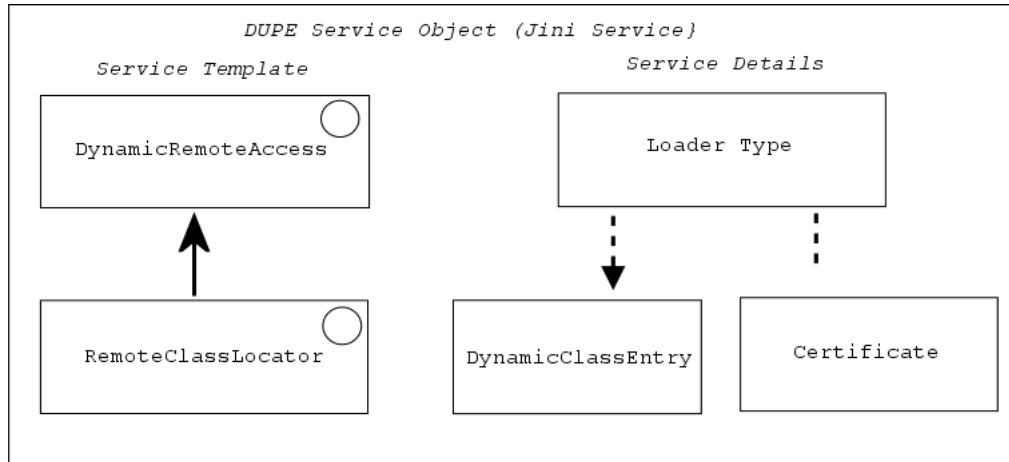 DUPE Service Object (Jini Service}
Service Template
Service Details
DynamicRemoteAccess
Loader Type
RemoteClassLocator
DynamicClassEntry
Certificate